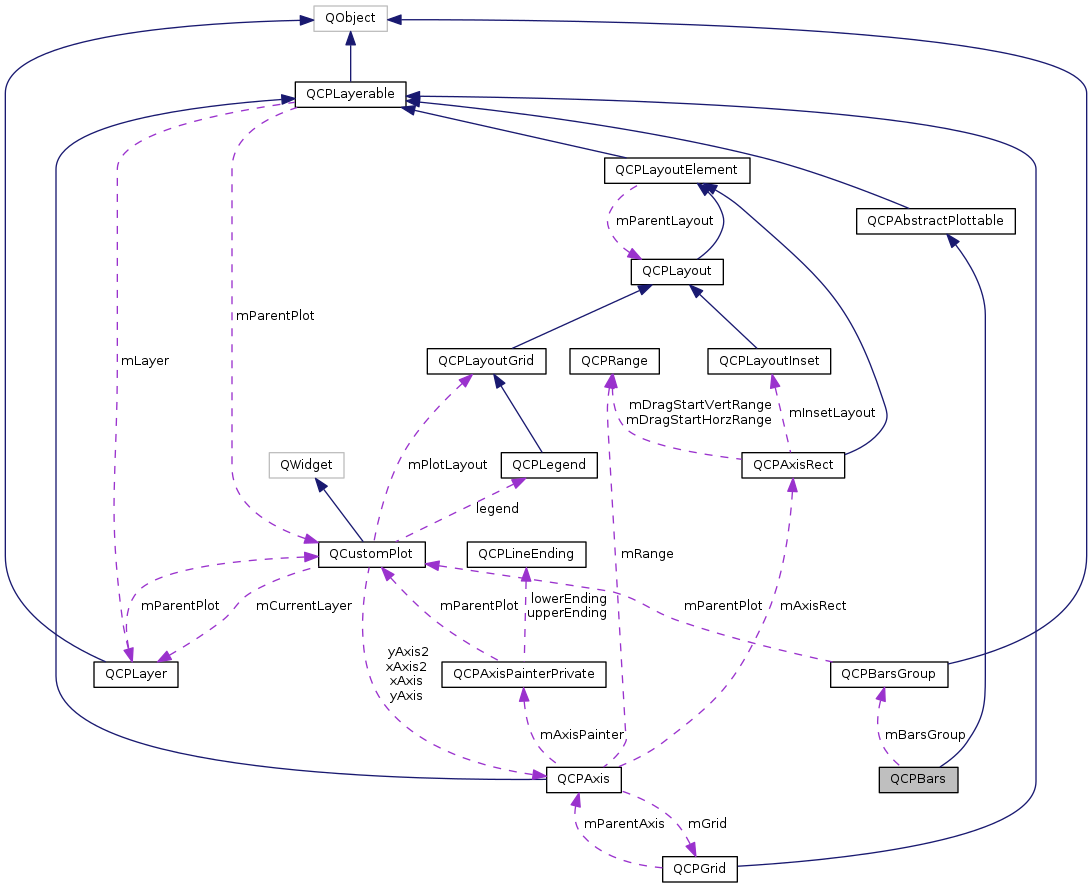 QObject
QCPLayerable
QCPLayoutElement
QCPAbstractPlottable
mParentLayout
QCPLayout
mParentPlot
mLayer
QCPLayoutGrid
QCPRange
QCPLayoutInset
mDragStartVertRange
mDragStartHorzRange
mInsetLayout
QWidget
mPlotLayout
QCPLegend
QCPAxisRect
legend
QCustomPlot
QCPLineEnding
mRange
mParentPlot
mCurrentLayer
mParentPlot
lowerEnding
upperEnding
mParentPlot
mAxisRect
yAxis2
xAxis2
xAxis
yAxis
QCPLayer
QCPAxisPainterPrivate
QCPBarsGroup
mAxisPainter
mBarsGroup
QCPAxis
QCPBars
mParentAxis
mGrid
QCPGrid